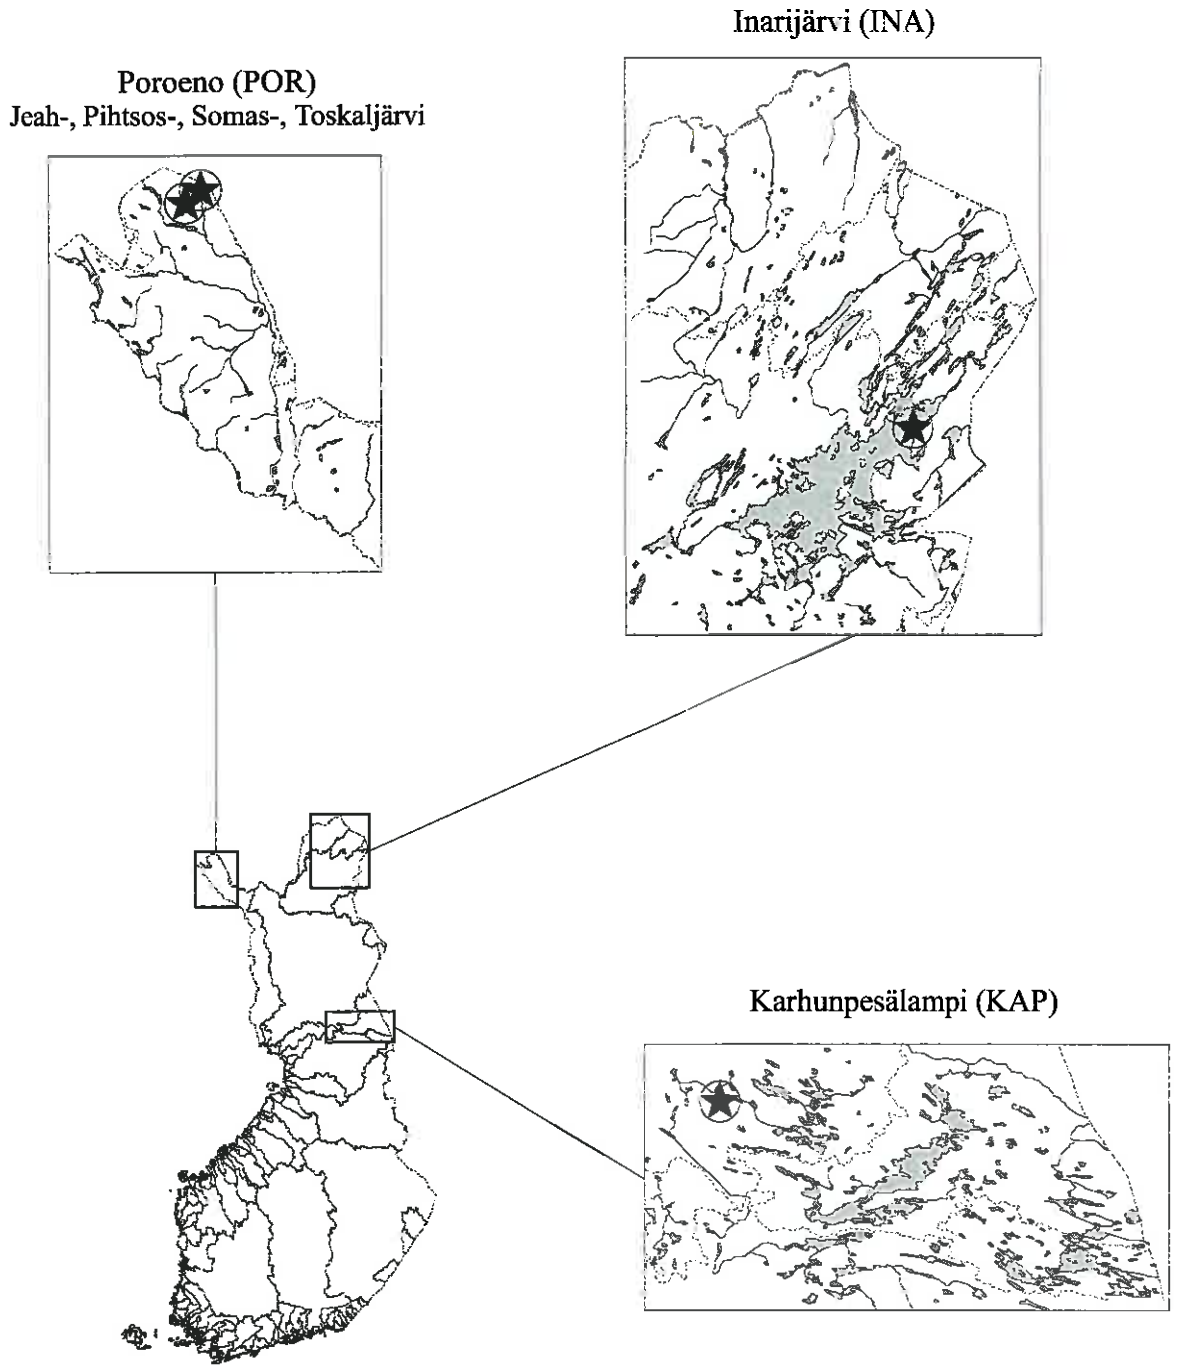 Inarijärvi (INA)
Poroeno (POR)
Jeah-, Pihtsos-, Somas-, Toskaljärvi
Karhunpesälampi (KAP)